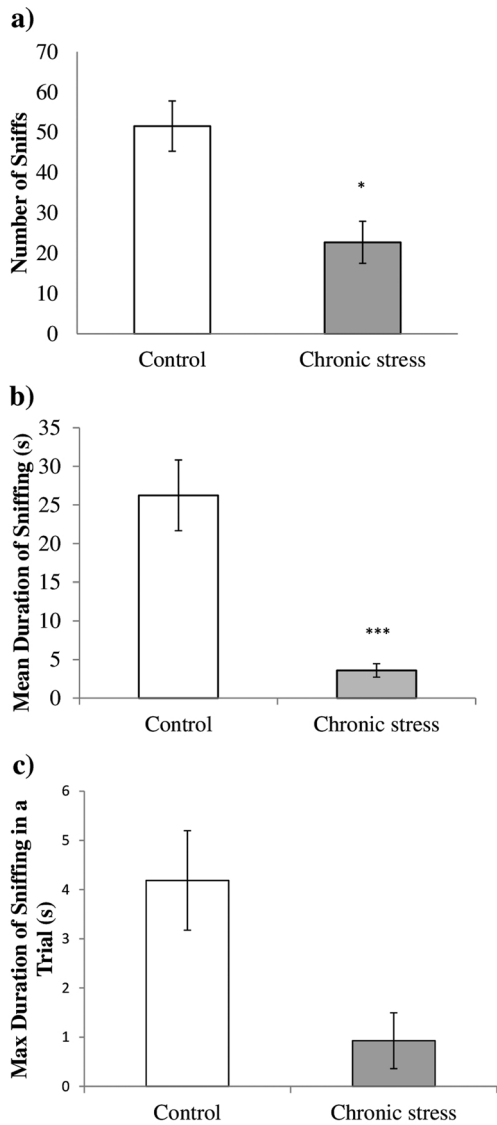 a)
Number of Sniffs
70
60
50
40
30
20
10
0
*
Control Chronic stress
b)
Mean Duration of Sniffing (s)
35
30
25
20
15
10
5
0
***
Control Chronic stress
c)
Max Duration of Sniffing in a
Trial (s)
6
5
4
3
2
1
0
Control Chronic stress